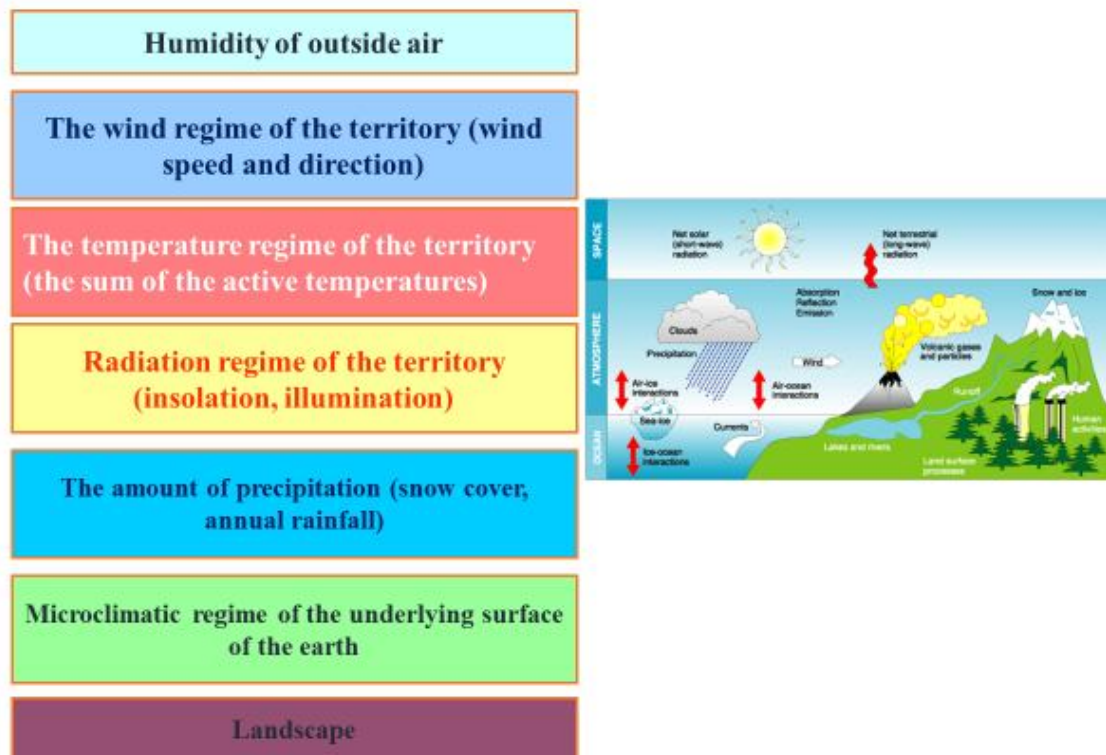 Humidity of outside air
The wind regime of the territory (wind
speed and direction)
The temperature regime of the territory
(the sum of the active temperatures)
Radiation regime of the territory
(insolation, illumination)
The amount of precipitation (snow cover,
annual rainfall)
Microclimatic regime of the underlying surface
of the earth
Landscape
SPACE
Net solar
(short-wave)
radiation
Net terrestrial
(long-wave)
radiation
ATMOSPHERE
Absorption
Reflection
Emission
Snow and ice
Clouds
Precipitation
Wind
Volcanic gases
and particles
Air-ice
interactions
Air-ocean
interactions
Runoff
Human
activities
OCEAN
Sea-ice
Currents
Lakes and rivers
Ice-ocean
interactions
Land surface
processes